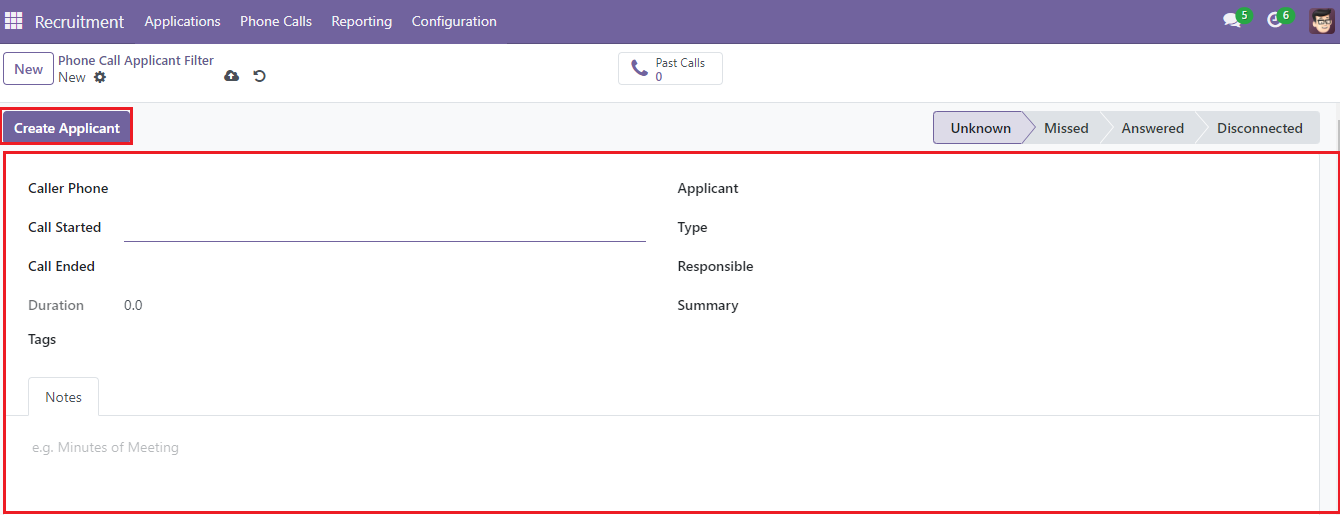 Recruitment Applications Phone Calls Reporting Configuration 5 6
New Phone Call Applicant Filter Past Calls
New 0
Create Applicant Unknown Missed Answered Disconnected
Caller Phone Applicant
Call Started Type
Call Ended Responsible
Duration 0.0 Summary
Tags
Notes
e.g. Minutes of Meeting